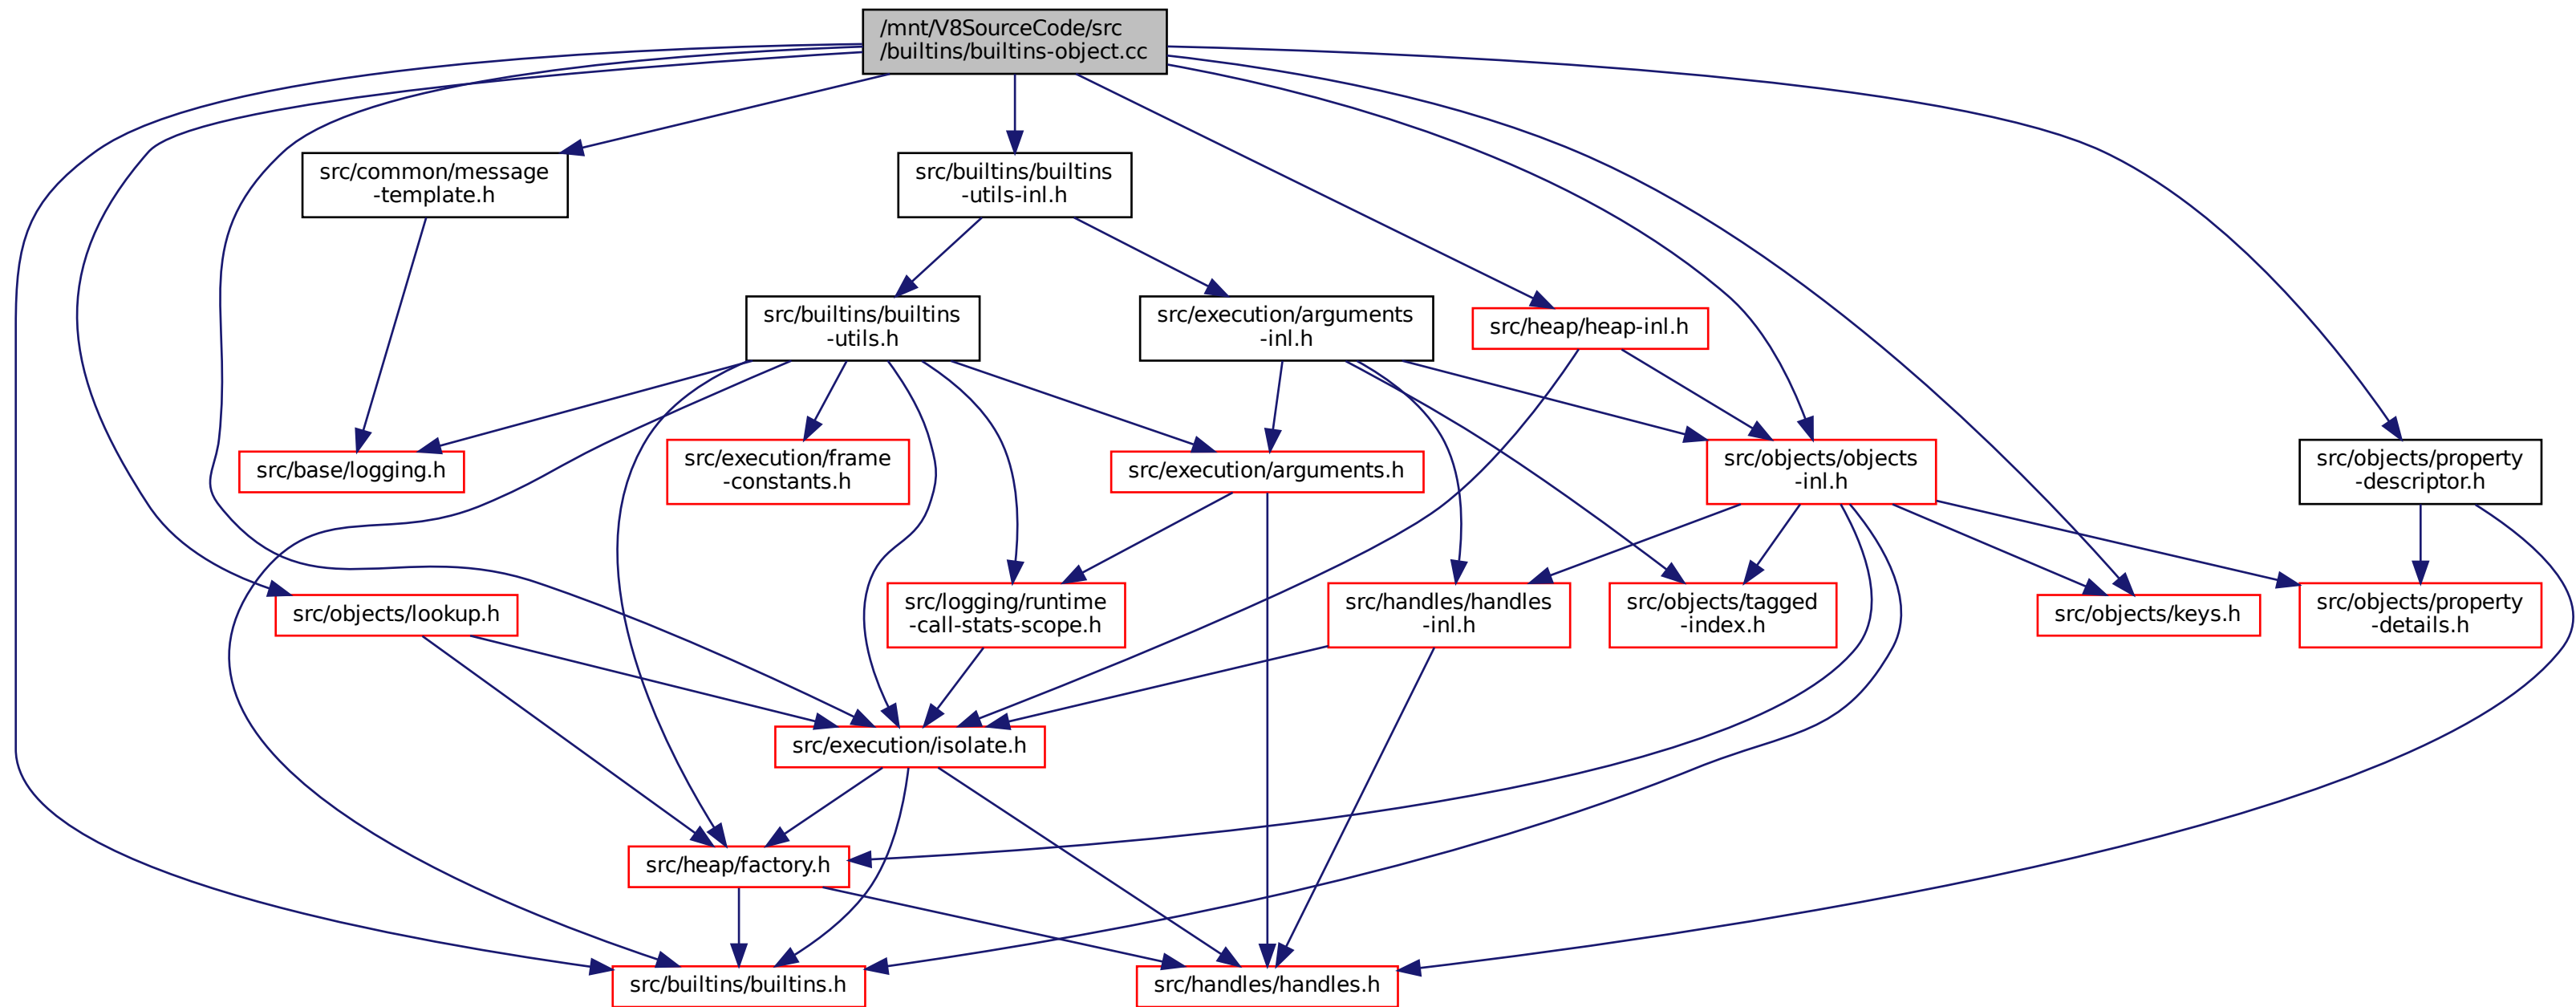 /mnt/V8SourceCode/src
/builtins/builtins-object.cc
src/common/message
-template.h
src/builtins/builtins
-utils-inl.h
src/builtins/builtins
-utils.h
src/execution/arguments
-inl.h
src/heap/heap-inl.h
src/base/logging.h
src/execution/frame
-constants.h
src/execution/arguments.h
src/objects/objects
-inl.h
src/objects/property
-descriptor.h
src/objects/lookup.h
src/logging/runtime
-call-stats-scope.h
src/handles/handles
-inl.h
src/objects/tagged
-index.h
src/objects/keys.h
src/objects/property
-details.h
src/execution/isolate.h
src/heap/factory.h
src/builtins/builtins.h
src/handles/handles.h